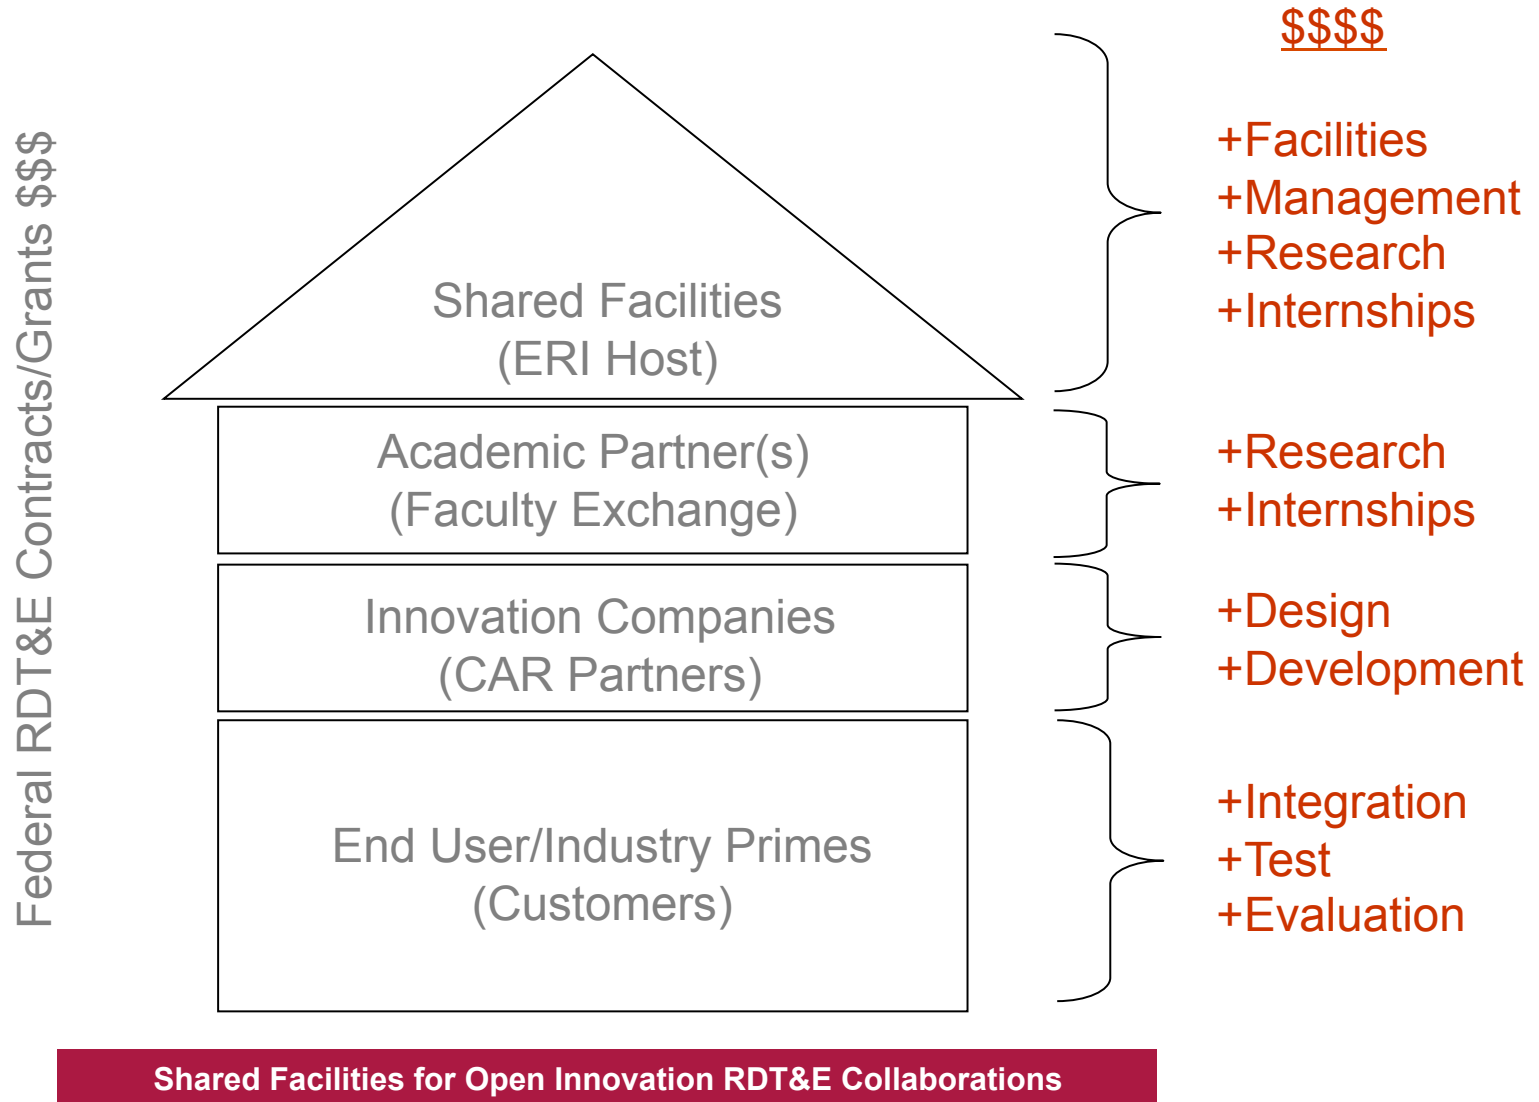 Federal RDT&E Contracts/Grants $$$
$$$$
Shared Facilities
(ERI Host)
+Facilities
+Management
+Research
+Internships
Academic Partner(s)
(Faculty Exchange)
+Research
+Internships
Innovation Companies
(CAR Partners)
+Design
+Development
End User/Industry Primes
(Customers)
+Integration
+Test
+Evaluation
Shared Facilities for Open Innovation RDT&E Collaborations